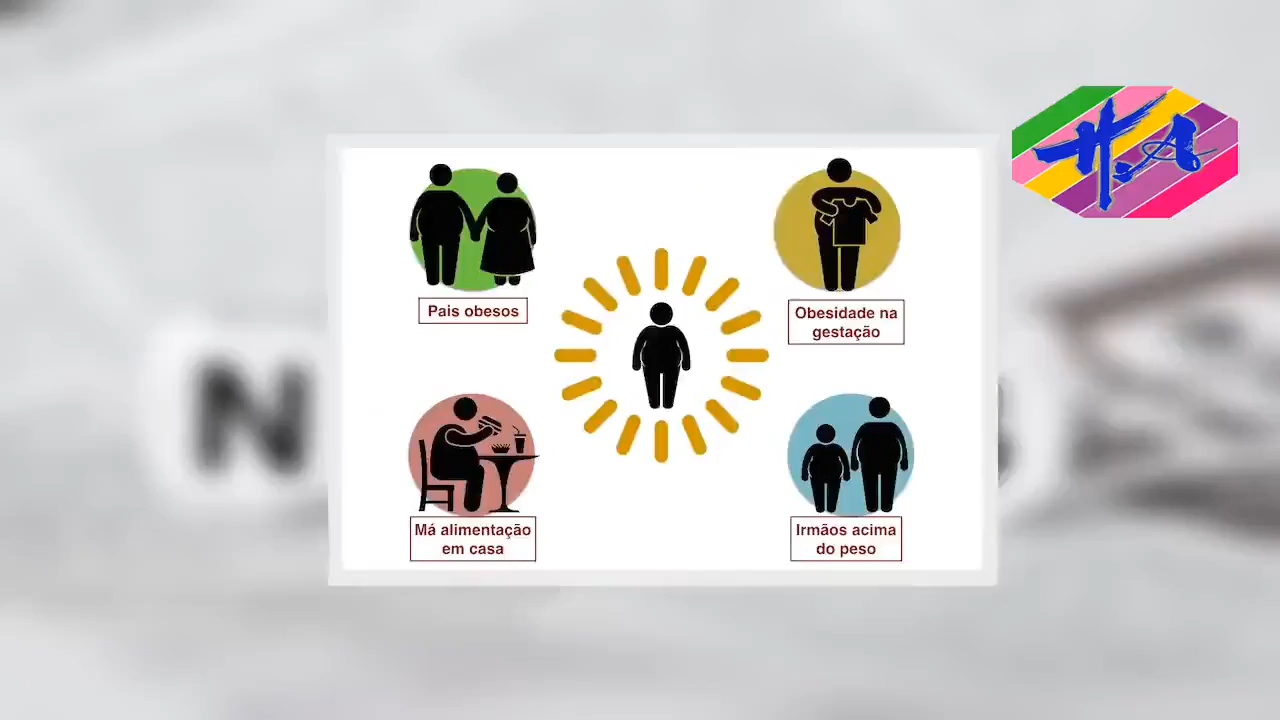 Pais obesos
Obesidade na
gestação
Má alimentação
em casa
Irmãos acima
do peso
H.A